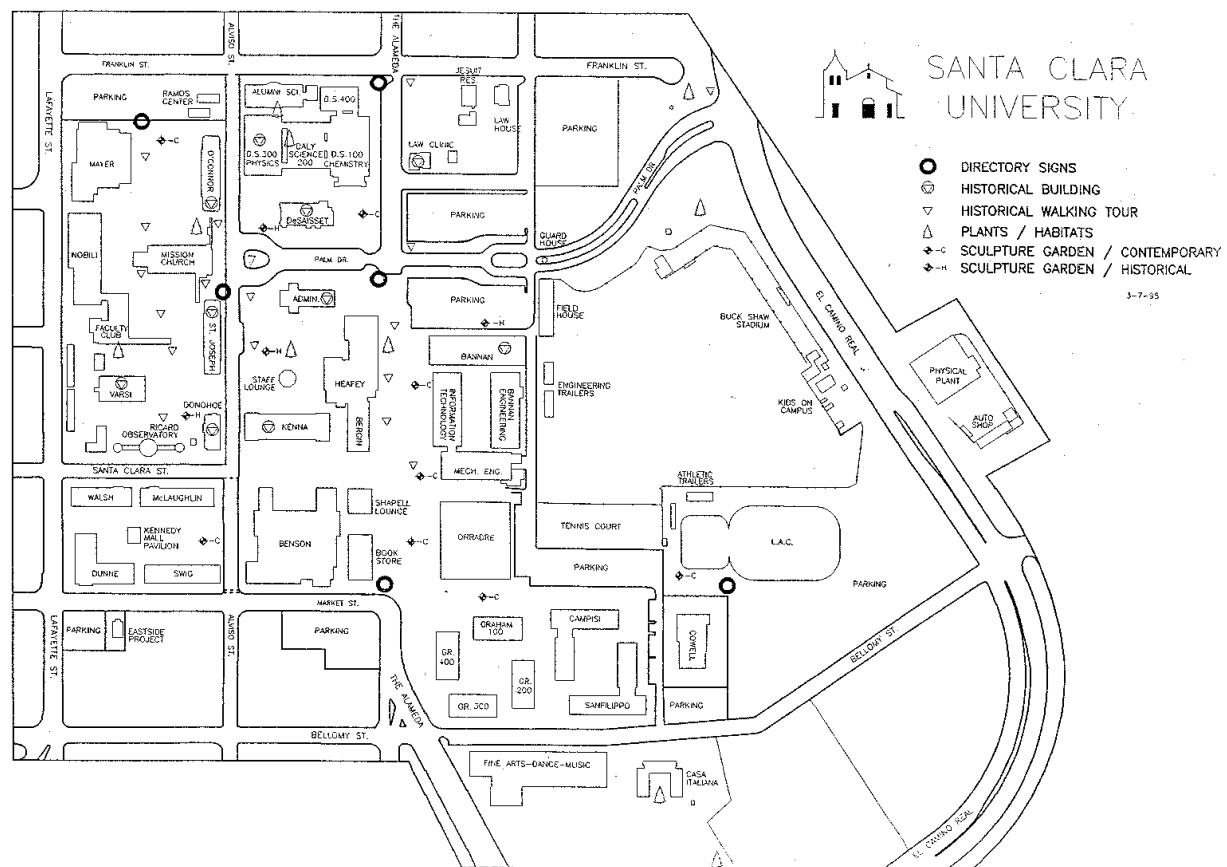 SANTA CLARA
UNIVERSITY
DIRECTORY SIGNS
HISTORICAL BUILDING
HISTORICAL WALKING TOUR
PLANTS / HABITATS
-C SCULPTURE GARDEN / CONTEMPORARY
-H SCULPTURE GARDEN / HISTORICAL
3-7-95
ALVISO ST.
THE ALAMEDA
FRANKLIN ST.
FRANKLIN ST.
LAFAYETTE ST.
PARKING
RAMOS
CENTER
ALUMNI SCI.
D.S.400
JESUIT
RES.
LAW
HOUSE
PARKING
-C
MAYER
O'CONNOR
D.S.300
PHYSICS
DALY
SCIENCE
200
D.S.100
CHEMISTRY
LAW CLINIC
PALM DR.
DeSAISSET
-C
-H
PARKING
NOBILI
MISSION
CHURCH
PALM DR.
GUARD
HOUSE
ADMIN.
PARKING
FIELD
HOUSE
BUCK SHAW
STADIUM
EL CAMINO REAL
FACULTY
CLUB
ST. JOSEPH
-H
-H
BANNAN
PHYSICAL
PLANT
STAFF
LOUNGE
HEAFEY
-C
INFORMATION
TECHNOLOGY
BANNAN
ENGINEERING
ENGINEERING
TRAILERS
KIDS ON
CAMPUS
AUTO
SHOP
VARSI
DONOHOE
-H
RICARD
OBSERVATORY
KENNA
BERGIN
SANTA CLARA ST.
MECH. ENG.
-C
ATHLETIC
TRAILERS
WALSH
McLAUGHLIN
SHAPELL
LOUNGE
KENNEDY
MALL
PAVILION
-C
BENSON
BOOK
STORE
-C
ORRADRE
TENNIS COURT
L.A.C.
DUNNE
SWIG
PARKING
-C
PARKING
MARKET ST.
-C
LAFAYETTE ST.
PARKING
EASTSIDE
PROJECT
ALVISO ST.
PARKING
GRAHAM
100
CAMPISI
COWELL
BELLOMY ST.
GR.
400
GR.
200
GR. 300
SANFILIPPO
PARKING
THE ALAMEDA
BELLOMY ST.
FINE ARTS-DANCE-MUSIC
CASA
ITALIANA
EL CAMINO REAL